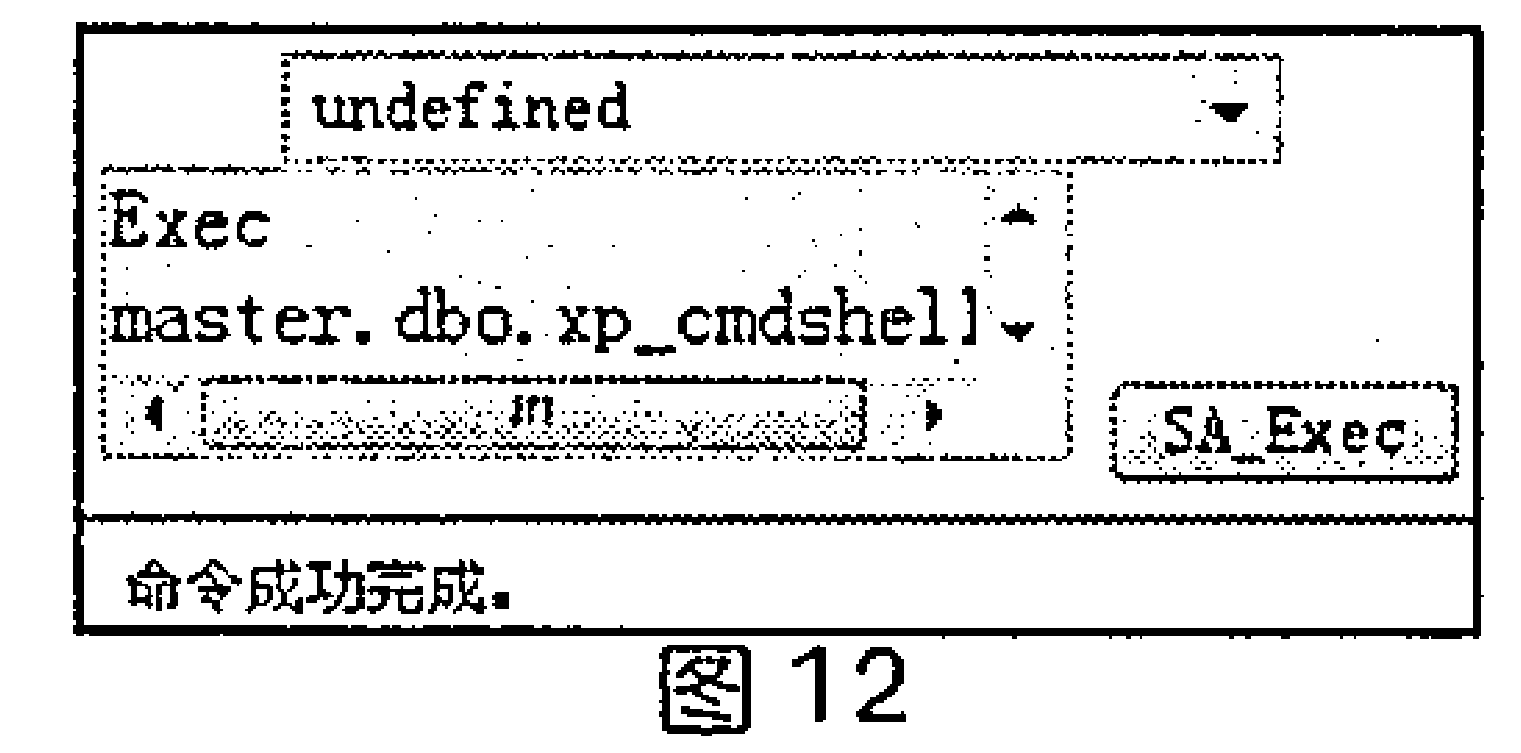 undefined
Exec
master.dbo.xp_cmdshell
SA_Exec
命令成功完成。
图 12